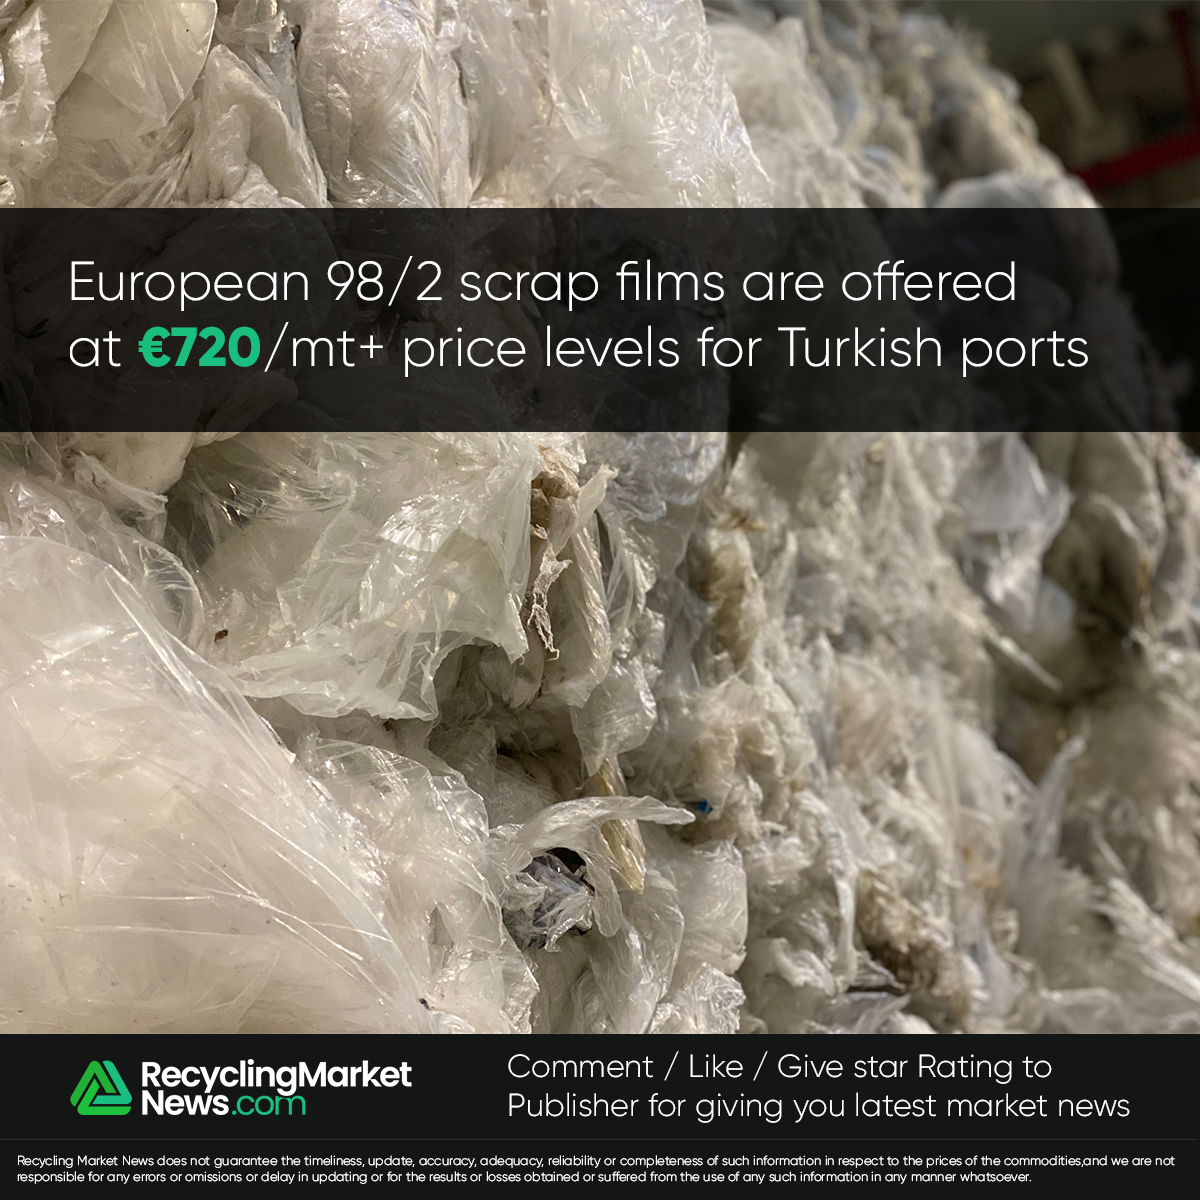 European 98/2 scrap films are offered
at €720/mt+ price levels for Turkish ports
RecyclingMarket
News.com
Comment / Like / Give star Rating to
Publisher for giving you latest market news
Recycling Market News does not guarantee the timeliness, update, accuracy, adequacy, reliability or completeness of such information in respect to the prices of the commodities,and we are not
responsible for any errors or omissions or delay in updating or for the results or losses obtained or suffered from the use of any such information in any manner whatsoever.